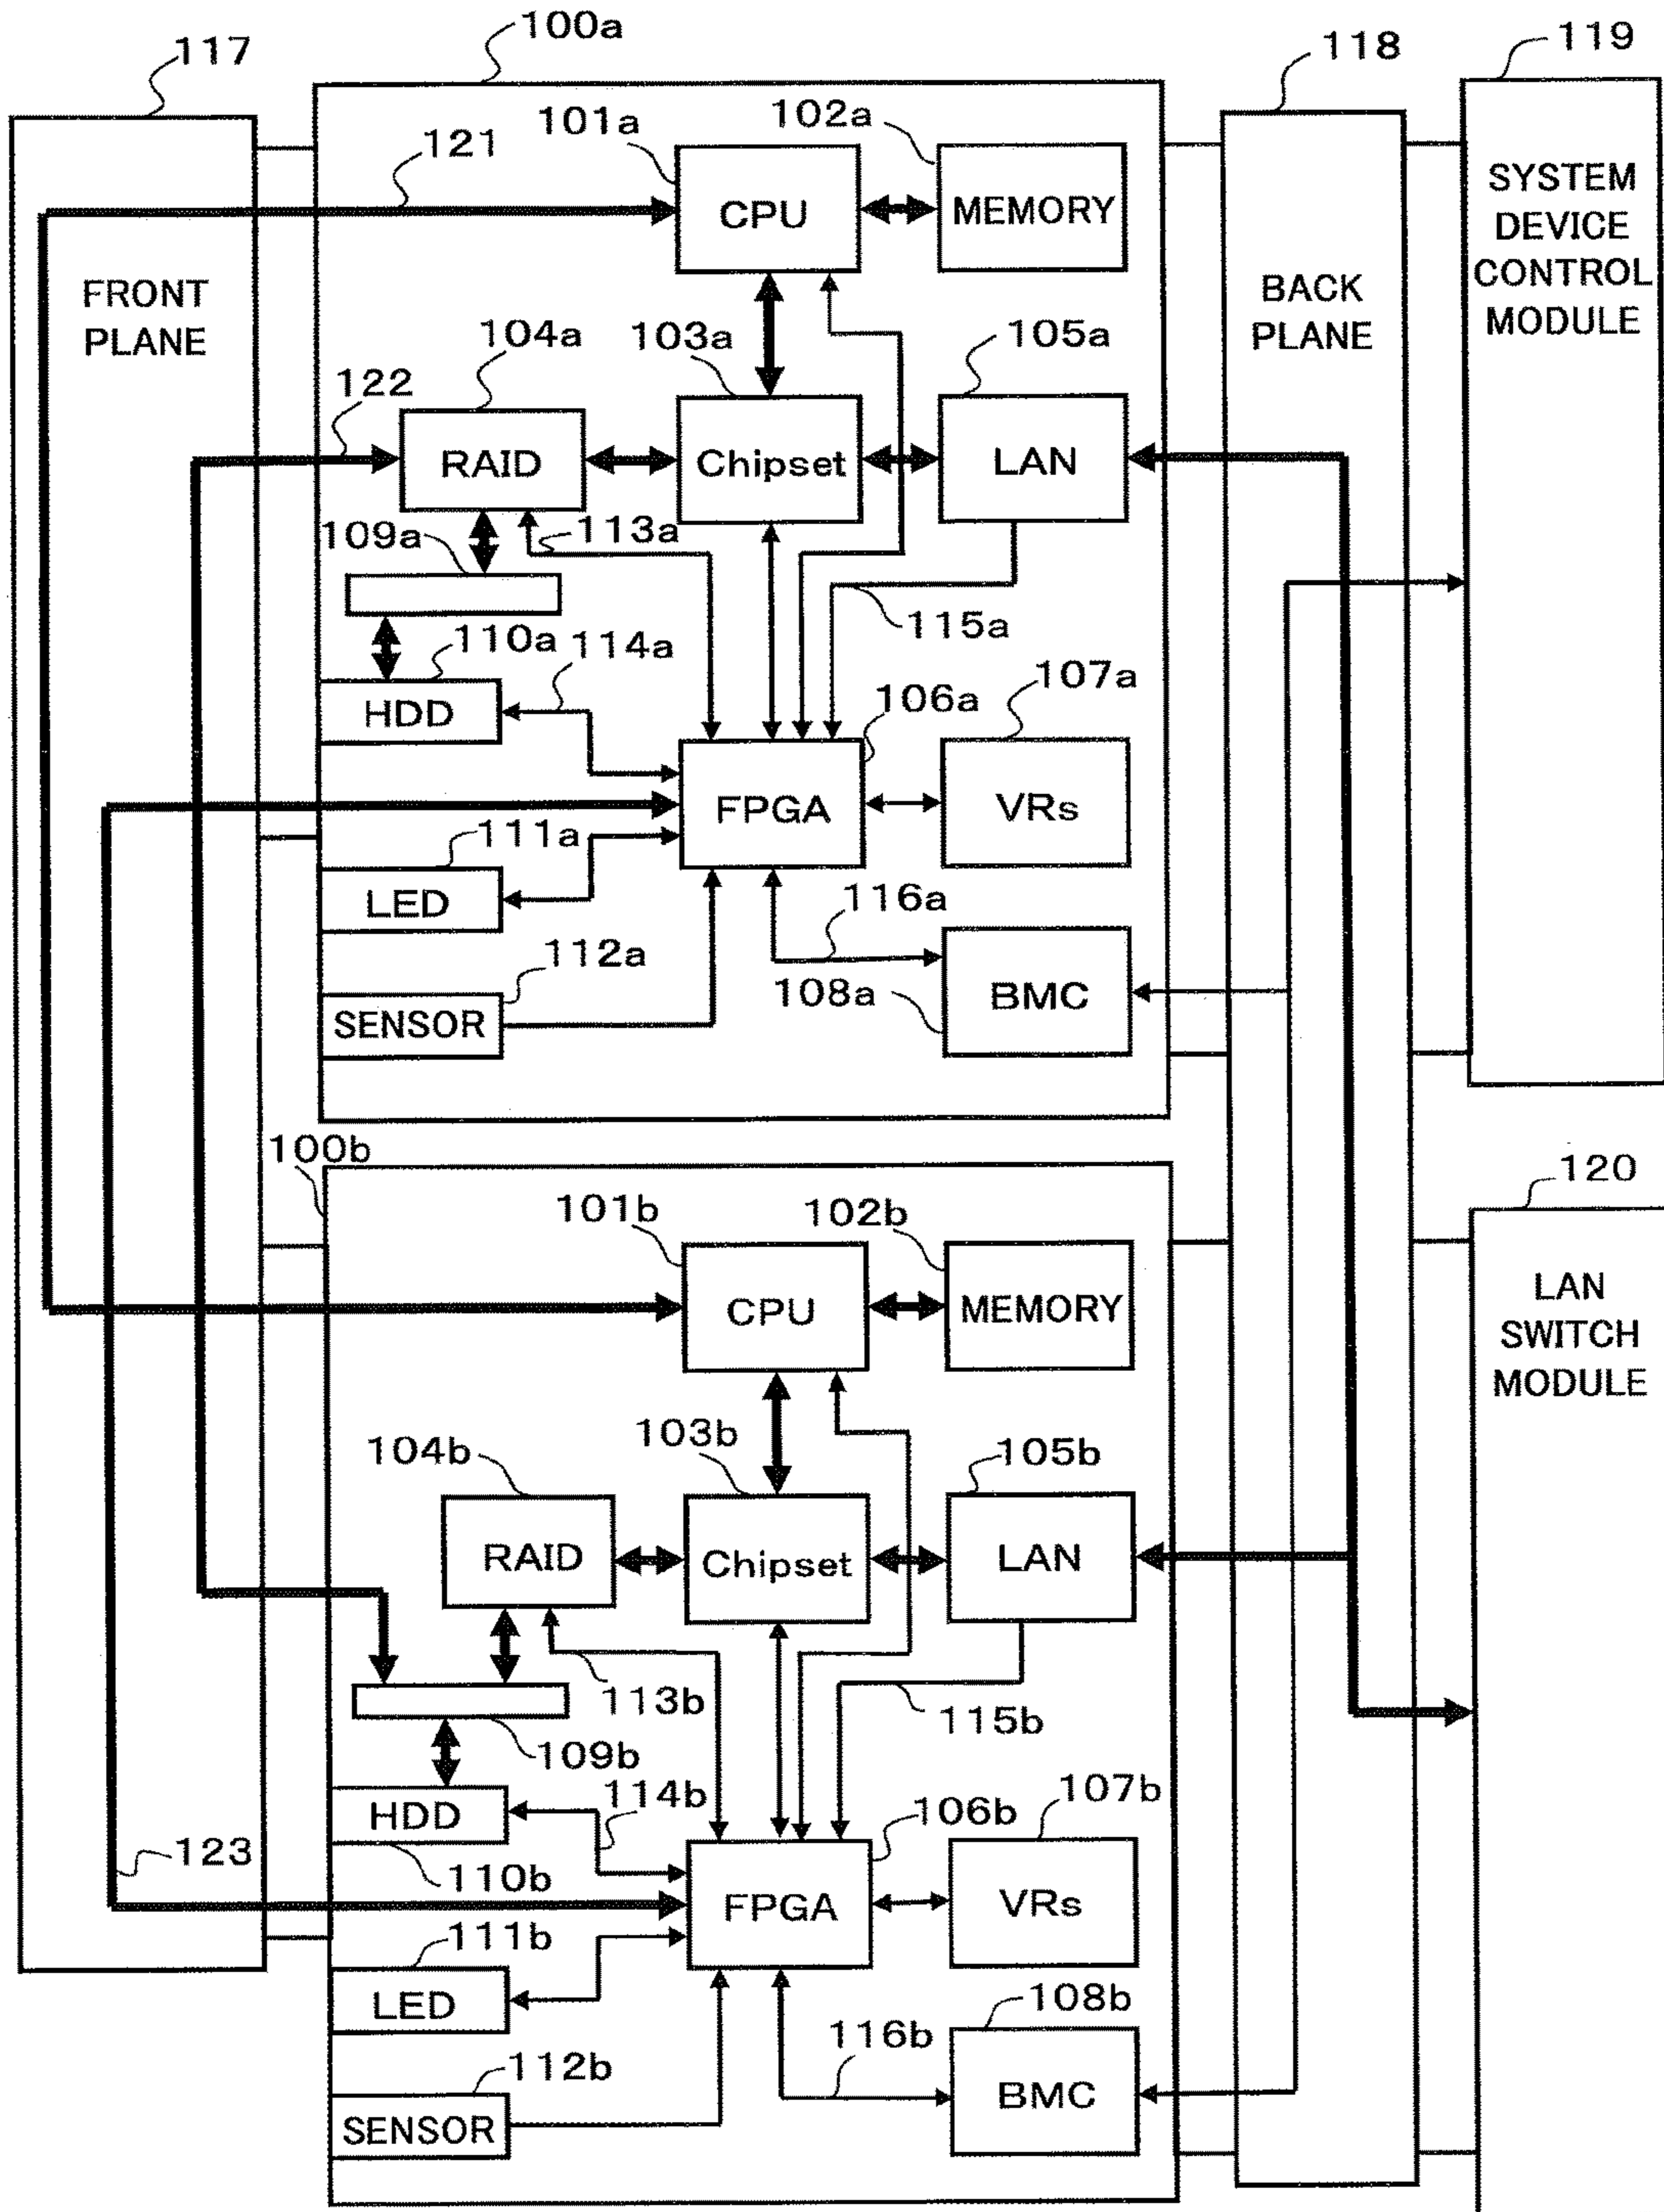 117
100a
118
119
101a
102a
121
CPU
MEMORY
SYSTEM
DEVICE
CONTROL
MODULE
FRONT
PLANE
BACK
PLANE
104a
103a
105a
122
RAID
Chipset
LAN
109a
113a
115a
110a
114a
107a
HDD
106a
FPGA
VRs
111a
LED
116a
112a
108a
BMC
SENSOR
100b
120
101b
102b
CPU
MEMORY
LAN
SWITCH
MODULE
104b
103b
105b
RAID
Chipset
LAN
113b
115b
109b
114b
107b
HDD
106b
123
110b
FPGA
VRs
111b
LED
108b
116b
112b
BMC
SENSOR